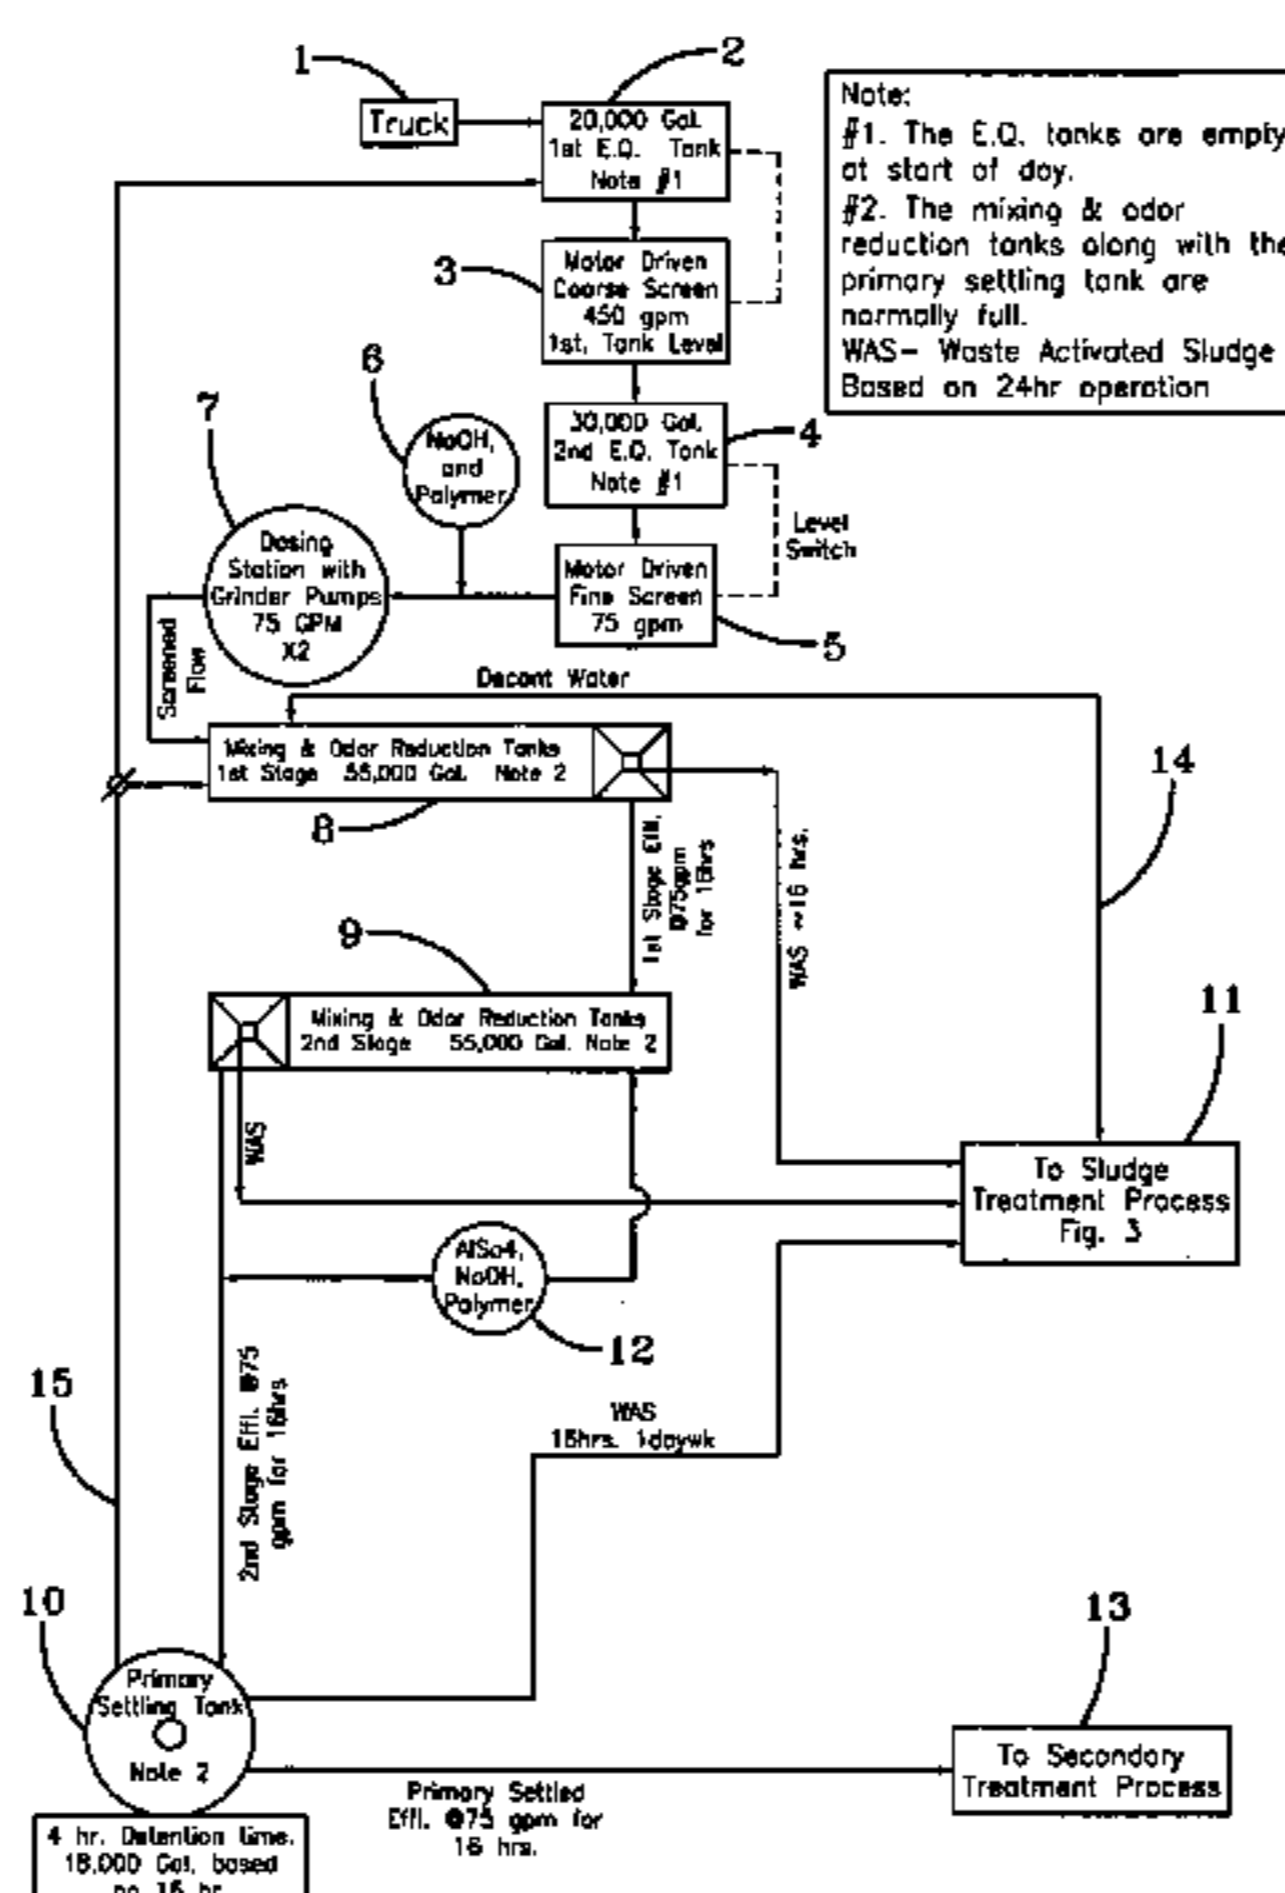 1
2
Truck
20,000 Gal.
1st E.Q. Tank
Note #1
Note:
#1. The E.Q. tanks are empty
at start of day.
#2. The mixing & odor
reduction tanks along with the
primary settling tank are
normally full.
WAS- Waste Activated Sludge
Based on 24hr operation
3
Motor Driven
Coarse Screen
450 gpm
1st. Tank Level
6
NaOH,
and
Polymer
4
30,000 Gal.
2nd E.Q. Tank
Note #1
Level
Switch
7
Dosing
Station with
Grinder Pumps
75 GPM
X2
Motor Driven
Fine Screen
75 gpm
5
Screened
Flow
Decant Water
Mixing & Odor Reduction Tanks
1st Stage 55,000 Gal. Note 2
8
14
1st Stage Effl.
@75gpm
for 16hrs
WAS ~16 hrs.
9
Mixing & Odor Reduction Tanks
2nd Stage 55,000 Gal. Note 2
11
WAS
To Sludge
Treatment Process
Fig. 3
AlSo4,
NaOH,
Polymer
12
15
2nd Stage Effl. @75
gpm for 16hrs
WAS
16hrs. 1daywk
10
Primary
Settling Tank
Note 2
13
To Secondary
Treatment Process
Primary Settled
Effl. @75 gpm for
16 hrs.
4 hr. Detention time.
18,000 Gal. based
on 16 hr